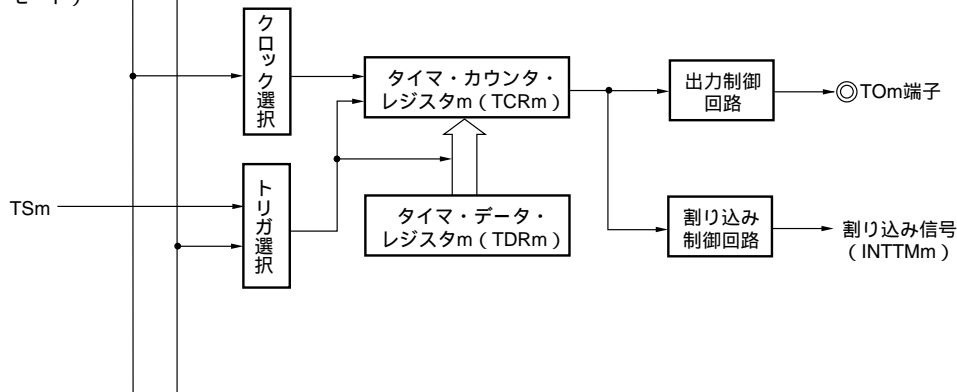 クロック選択
タイマ・カウンタ・
レジスタm（TCRm）
出力制御
回路
TOm端子
TSm
トリガ選択
タイマ・データ・
レジスタm（TDRm）
割り込み
制御回路
割り込み信号
（INTTMm）